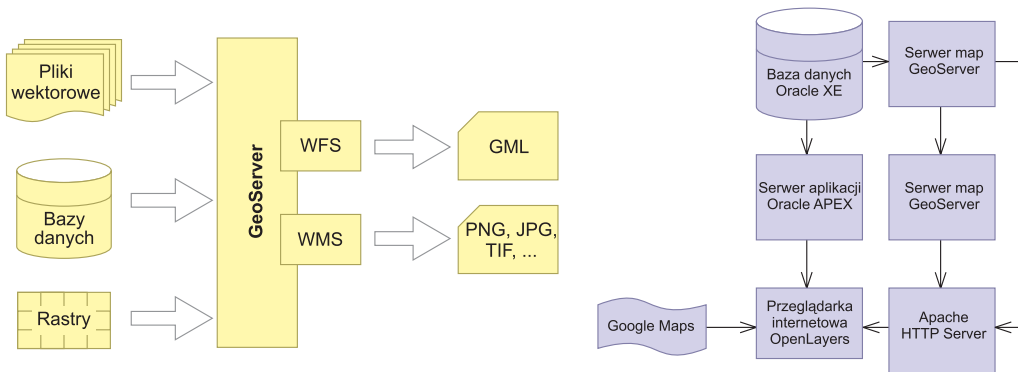 Pliki
wektorowe
Bazy
danych
Rastry
GeoServer
WFS
WMS
GML
PNG, JPG,
TIF, ...
Baza danych
Oracle XE
Serwer map
GeoServer
Serwer aplikacji
Oracle APEX
Serwer map
GeoServer
Google Maps
Przeglądarka
internetowa
OpenLayers
Apache
HTTP Server